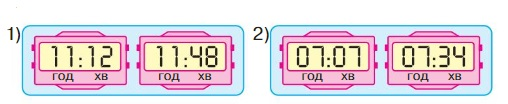 1) 11:12 11:48 2) 07:07 07:34
год хв год хв год хв год хв